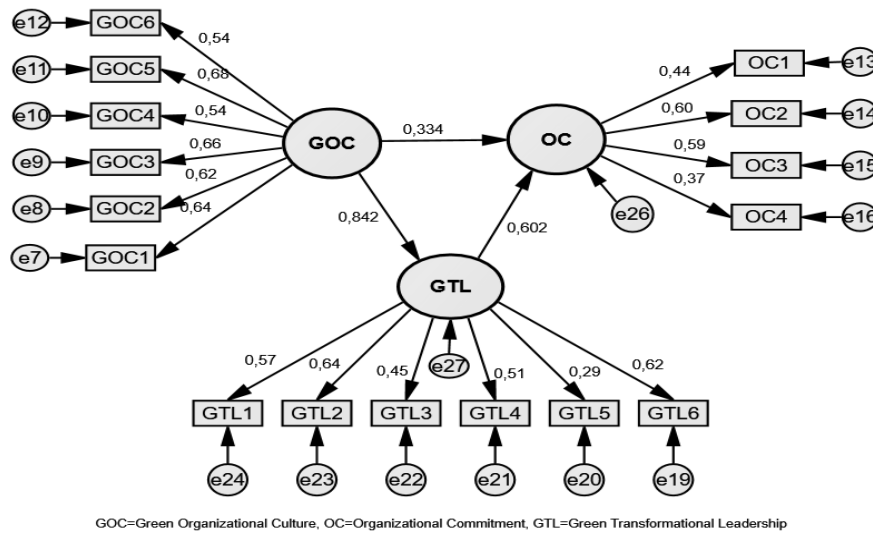 e12 GOC6 0,54
e11 GOC5 0,68
e10 GOC4 0,54
e9 GOC3 0,66
e8 GOC2 0,62
e7 GOC1 0,64
GOC
0,334
OC
0,44 OC1 e13
0,60 OC2 e14
0,59 OC3 e15
0,37 OC4 e16
e26
0,842
0,602
GTL
e27
0,57 0,64 0,45 0,51 0,29 0,62
GTL1 GTL2 GTL3 GTL4 GTL5 GTL6
e24 e23 e22 e21 e20 e19
GOC=Green Organizational Culture, OC=Organizational Commitment, GTL=Green Transformational Leadership